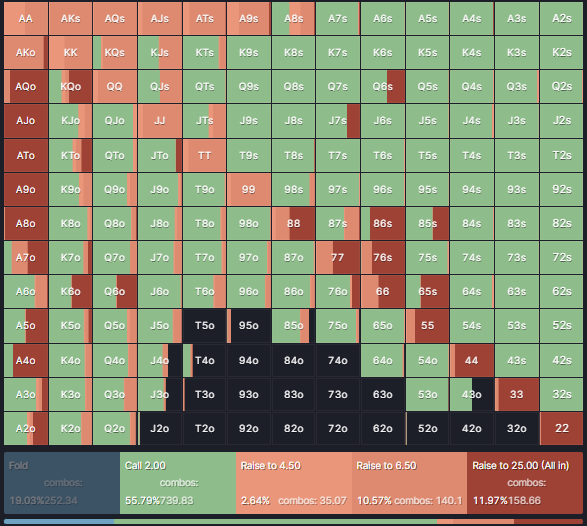 AA AKs AQs AJs ATs A9s A8s A7s A6s A5s A4s A3s A2s
AKo KK KQs KJs KTs K9s K8s K7s K6s K5s K4s K3s K2s
AQo KQo QQ QJs QTs Q9s Q8s Q7s Q6s Q5s Q4s Q3s Q2s
AJo KJo QJo JJ JTs J9s J8s J7s J6s J5s J4s J3s J2s
ATo KTo QTo JTo TT T9s T8s T7s T6s T5s T4s T3s T2s
A9o K9o Q9o J9o T9o 99 98s 97s 96s 95s 94s 93s 92s
A8o K8o Q8o J8o T8o 98o 88 87s 86s 85s 84s 83s 82s
A7o K7o Q7o J7o T7o 97o 87o 77 76s 75s 74s 73s 72s
A6o K6o Q6o J6o T6o 96o 86o 76o 66 65s 64s 63s 62s
A5o K5o Q5o J5o T5o 95o 85o 75o 65o 55 54s 53s 52s
A4o K4o Q4o J4o T4o 94o 84o 74o 64o 54o 44 43s 42s
A3o K3o Q3o J3o T3o 93o 83o 73o 63o 53o 43o 33 32s
A2o K2o Q2o J2o T2o 92o 82o 72o 62o 52o 42o 32o 22
Fold
combos:
19.03% 252.34
Call 2.00
combos:
55.79% 739.83
Raise to 4.50
2.64% combos: 35.07
Raise to 6.50
10.57% combos: 140.1
Raise to 25.00 (All in)
combos:
11.97% 158.66